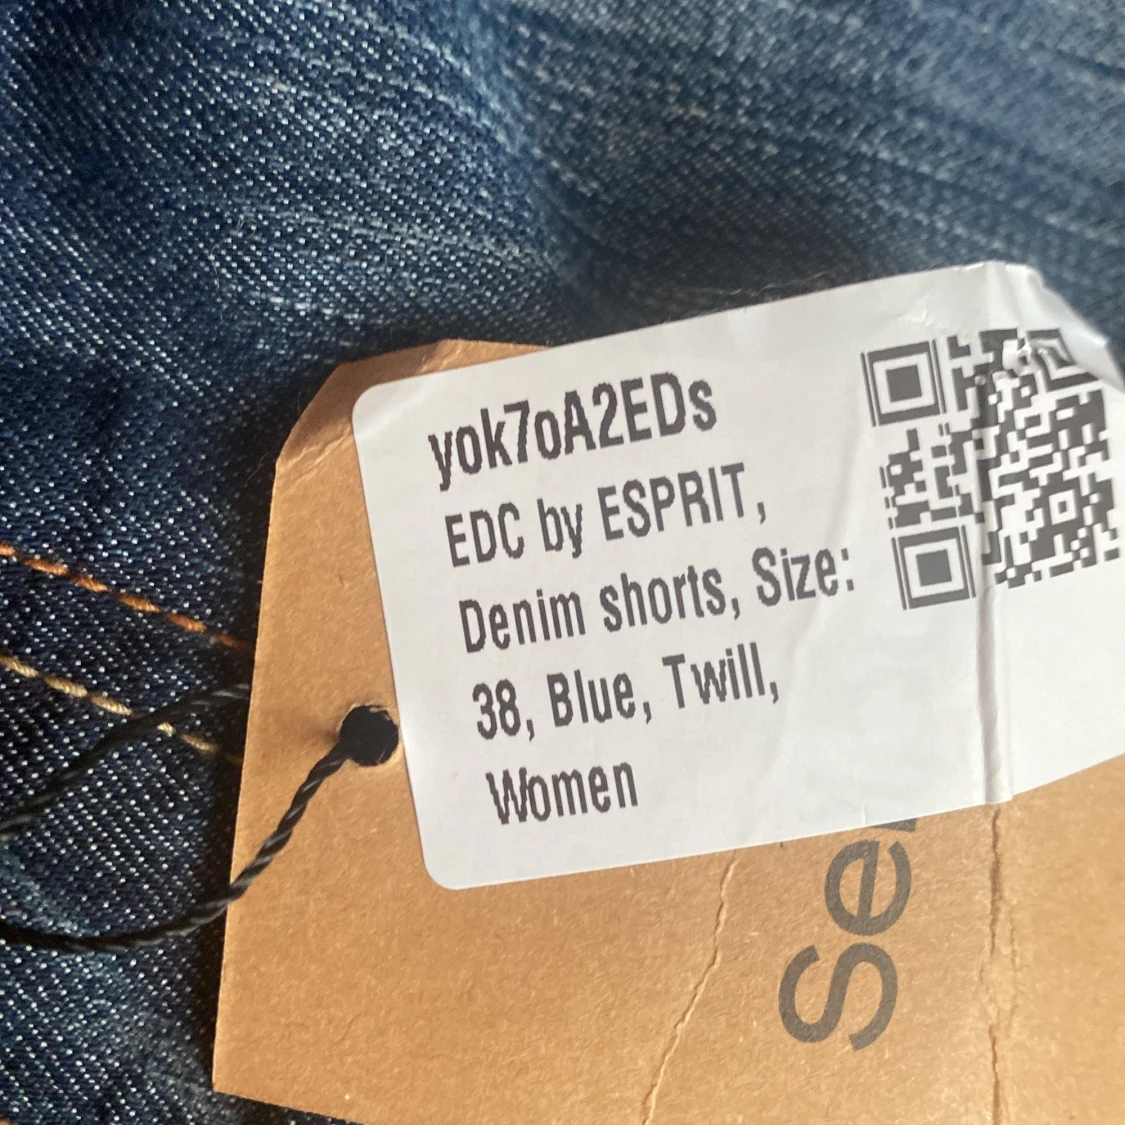 yok7oA2EDs
EDC by ESPRIT,
Denim shorts, Size:
38, Blue, Twill,
Women